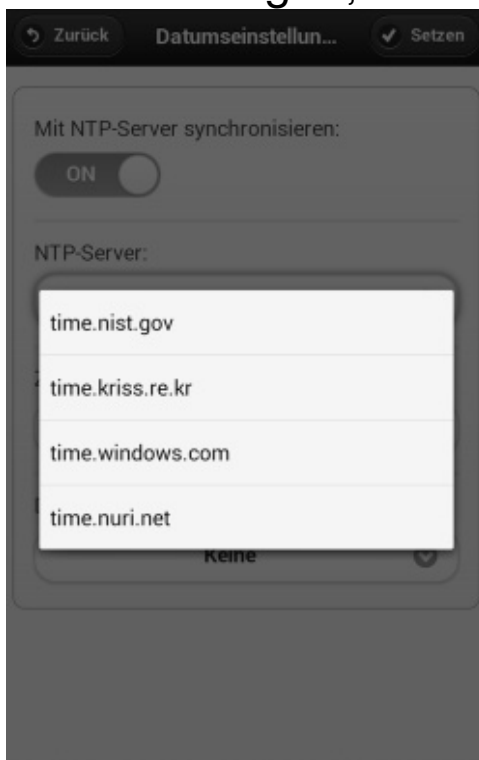 Zurück
Datumseinstellun...
Setzen
Mit NTP-Server synchronisieren:
ON
NTP-Server:
time.nist.gov
time.kriss.re.kr
time.windows.com
time.nuri.net
Keine